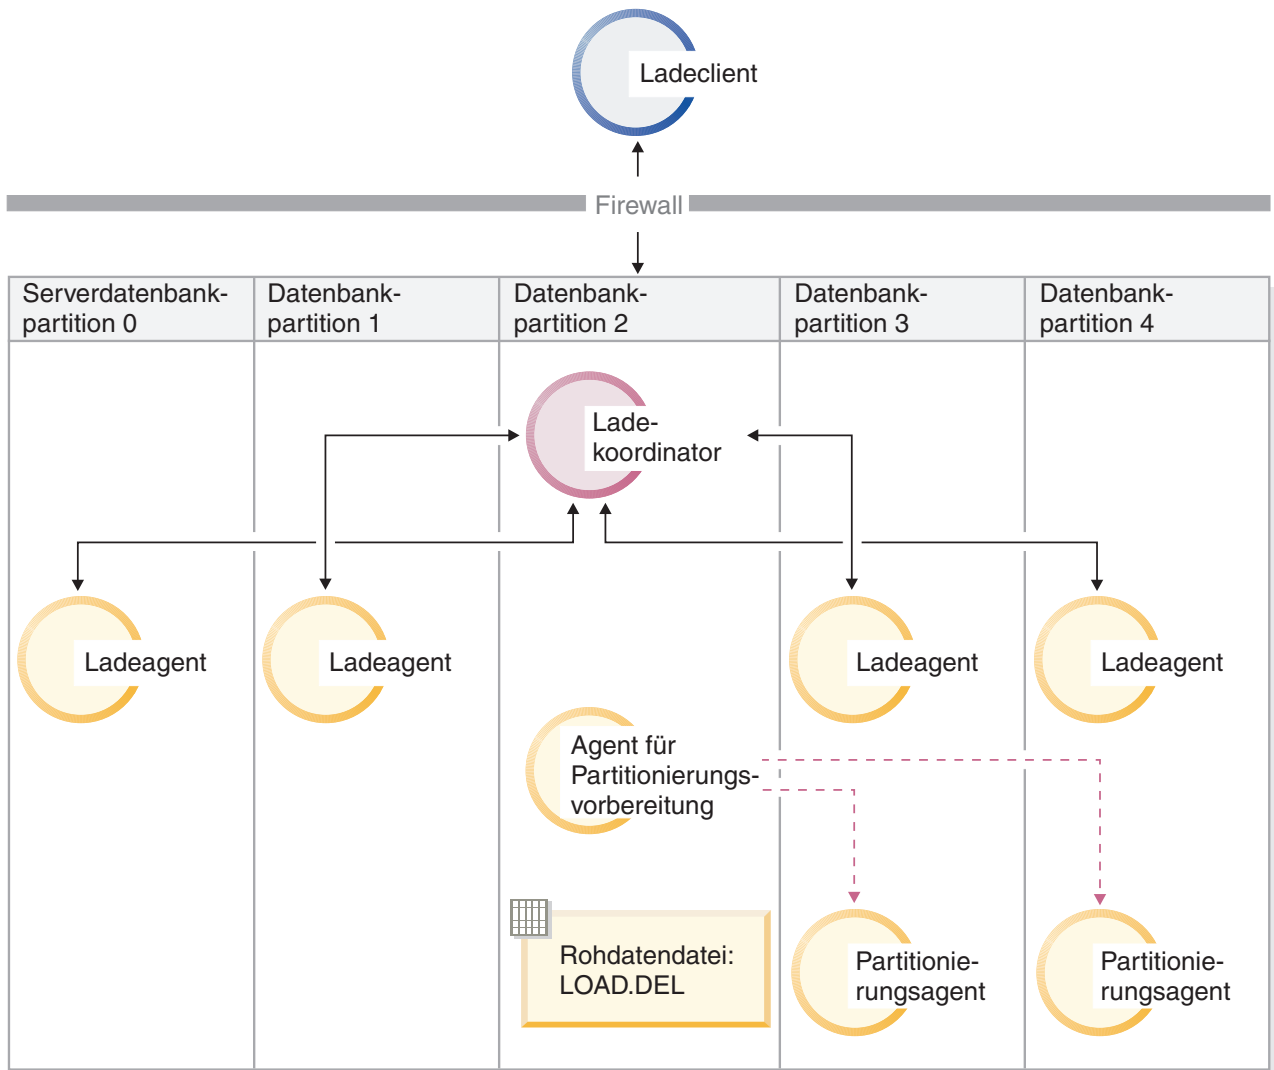 Ladeclient
Firewall
Serverdatenbank-
partition 0
Datenbank-
partition 1
Datenbank-
partition 2
Datenbank-
partition 3
Datenbank-
partition 4
Lade-
koordinator
Ladeagent
Ladeagent
Ladeagent
Ladeagent
Agent für
Partitionierungs-
vorbereitung
Rohdatendatei:
LOAD.DEL
Partitionie-
rungsagent
Partitionie-
rungsagent